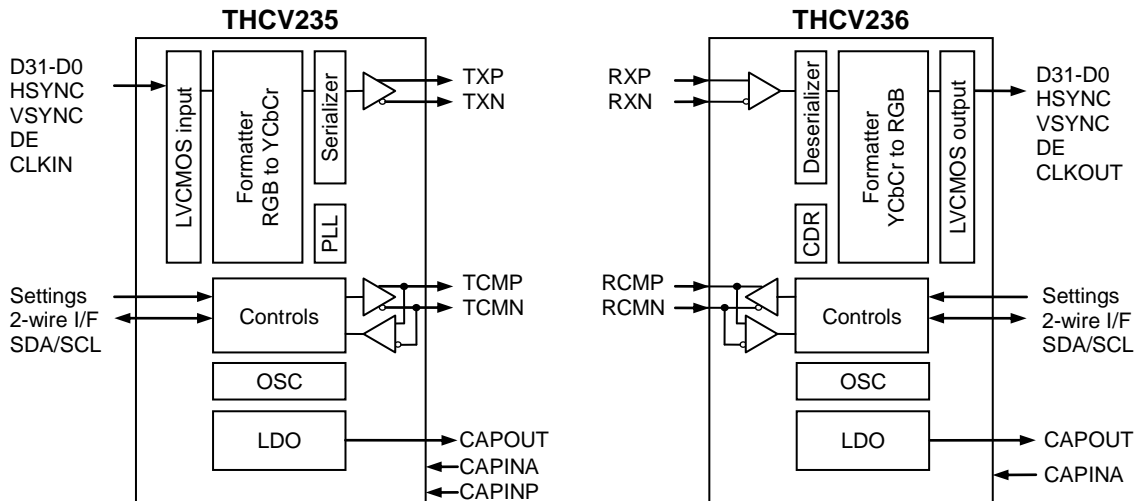 THCV235
D31-D0
HSYNC
VSYNC
DE
CLKIN
LVCMOS input
Formatter
RGB to YCbCr
Serializer
PLL
TXP
TXN
Settings
2-wire I/F
SDA/SCL
Controls
TCMP
TCMN
OSC
LDO
CAPOUT
CAPINA
CAPINP
THCV236
RXP
RXN
Deserializer
CDR
Formatter
YCbCr to RGB
LVCMOS output
D31-D0
HSYNC
VSYNC
DE
CLKOUT
RCMP
RCMN
Controls
Settings
2-wire I/F
SDA/SCL
OSC
LDO
CAPOUT
CAPINA